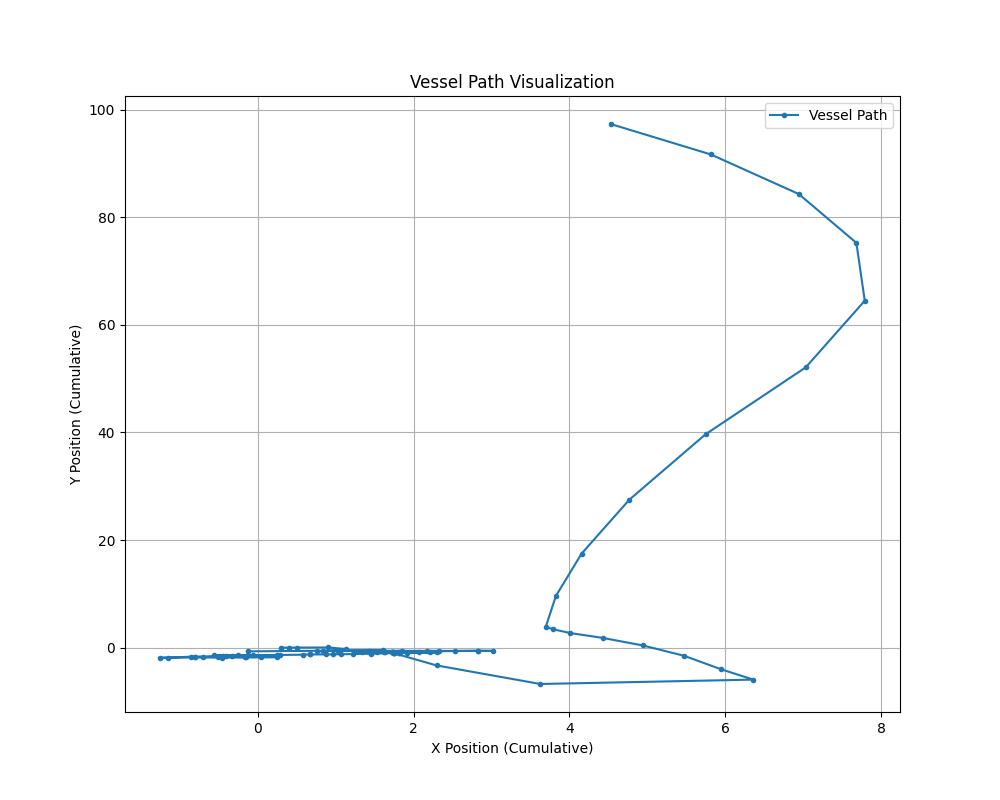 Vessel Path Visualization
Vessel Path
100
80
60
40
20
0
Y Position (Cumulative)
0 2 4 6 8
X Position (Cumulative)